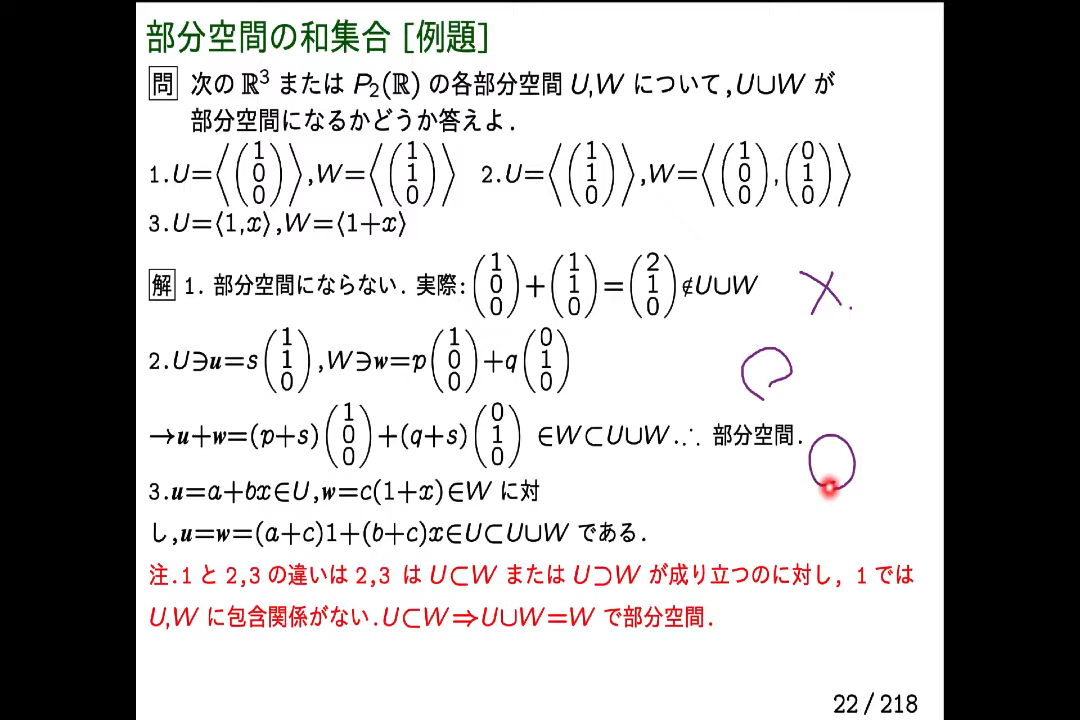 部分空間の和集合 [例題]
問 次の ℝ³ または P₂(ℝ) の各部分空間 U,W について,U∪W が
部分空間になるかどうか答えよ.
1.U=⟨(1 0 0)⟩,W=⟨(1 1 0)⟩ 2.U=⟨(1 1 0)⟩,W=⟨(1 0 0),(0 1 0)⟩
3.U=⟨1,x⟩,W=⟨1+x⟩
解 1. 部分空間にならない. 実際:(1 0 0)+(1 1 0)=(2 1 0)∉U∪W ×.
2.U∋u=s(1 1 0),W∋w=p(1 0 0)+q(0 1 0)
→u+w=(p+s)(1 0 0)+(q+s)(0 1 0) ∈W⊂U∪W.∴ 部分空間.
3.u=a+bx∈U,w=c(1+x)∈W に対
し,u=w=(a+c)1+(b+c)x∈U⊂U∪W である.
注.1 と 2,3 の違いは 2,3 は U⊂W または U⊃W が成り立つのに対し, 1 では
U,W に包含関係がない.U⊂W⇒U∪W=W で部分空間.
22 / 218